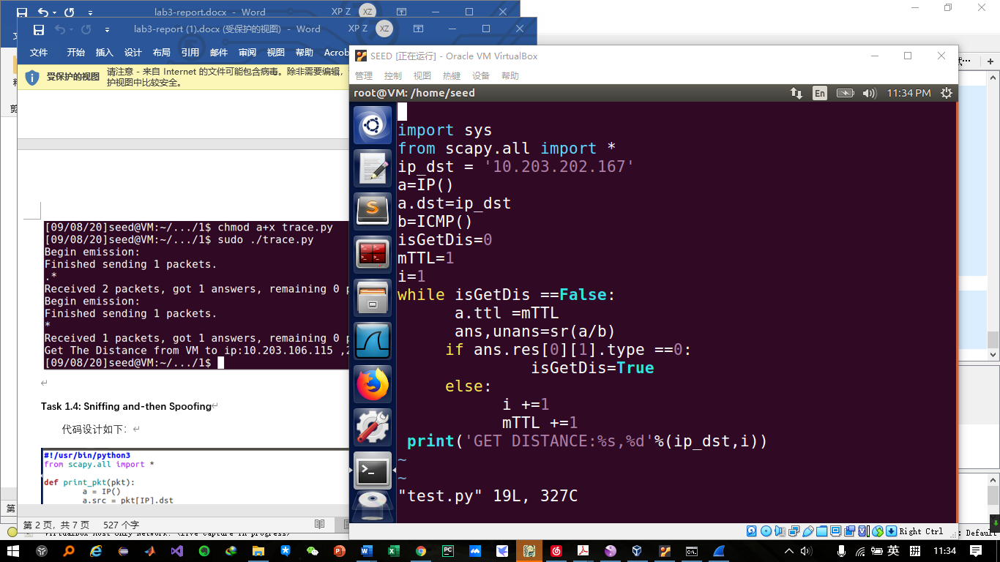 lab3-report.docx - Word
XP Z
XZ
lab3-report (1).docx (受保护的视图) - Word
XP Z
XZ
文件 开始 插入 设计 布局 引用 邮件 审阅 视图 帮助 Acrob
受保护的视图 请注意 - 来自 Internet 的文件可能包含病毒。除非需要编辑,
护视图中比较安全。
[09/08/20]seed@VM:~/.../1$ chmod a+x trace.py
[09/08/20]seed@VM:~/.../1$ sudo ./trace.py
Begin emission:
Finished sending 1 packets.
.*
Received 2 packets, got 1 answers, remaining 0 p
Begin emission:
Finished sending 1 packets.
*
Received 1 packets, got 1 answers, remaining 0 p
Get The Distance from VM to ip:10.203.106.115 ,2
[09/08/20]seed@VM:~/.../1$
Task 1.4: Sniffing and-then Spoofing
代码设计如下:
#!/usr/bin/python3
from scapy.all import *
def print_pkt(pkt):
a = IP()
a.src = pkt[IP].dst
第 2 页，共 7 页 527 个字
SEED [正在运行] - Oracle VM VirtualBox
管理 控制 视图 热键 设备 帮助
root@VM: /home/seed
En
11:34 PM
import sys
from scapy.all import *
ip_dst = '10.203.202.167'
a=IP()
a.dst=ip_dst
b=ICMP()
isGetDis=0
mTTL=1
i=1
while isGetDis ==False:
a.ttl =mTTL
ans,unans=sr(a/b)
if ans.res[0][1].type ==0:
isGetDis=True
else:
i +=1
mTTL +=1
print('GET DISTANCE:%s,%d'%(ip_dst,i))
~
~
"test.py" 19L, 327C
Right Ctrl
: Default
英 拼 11:34